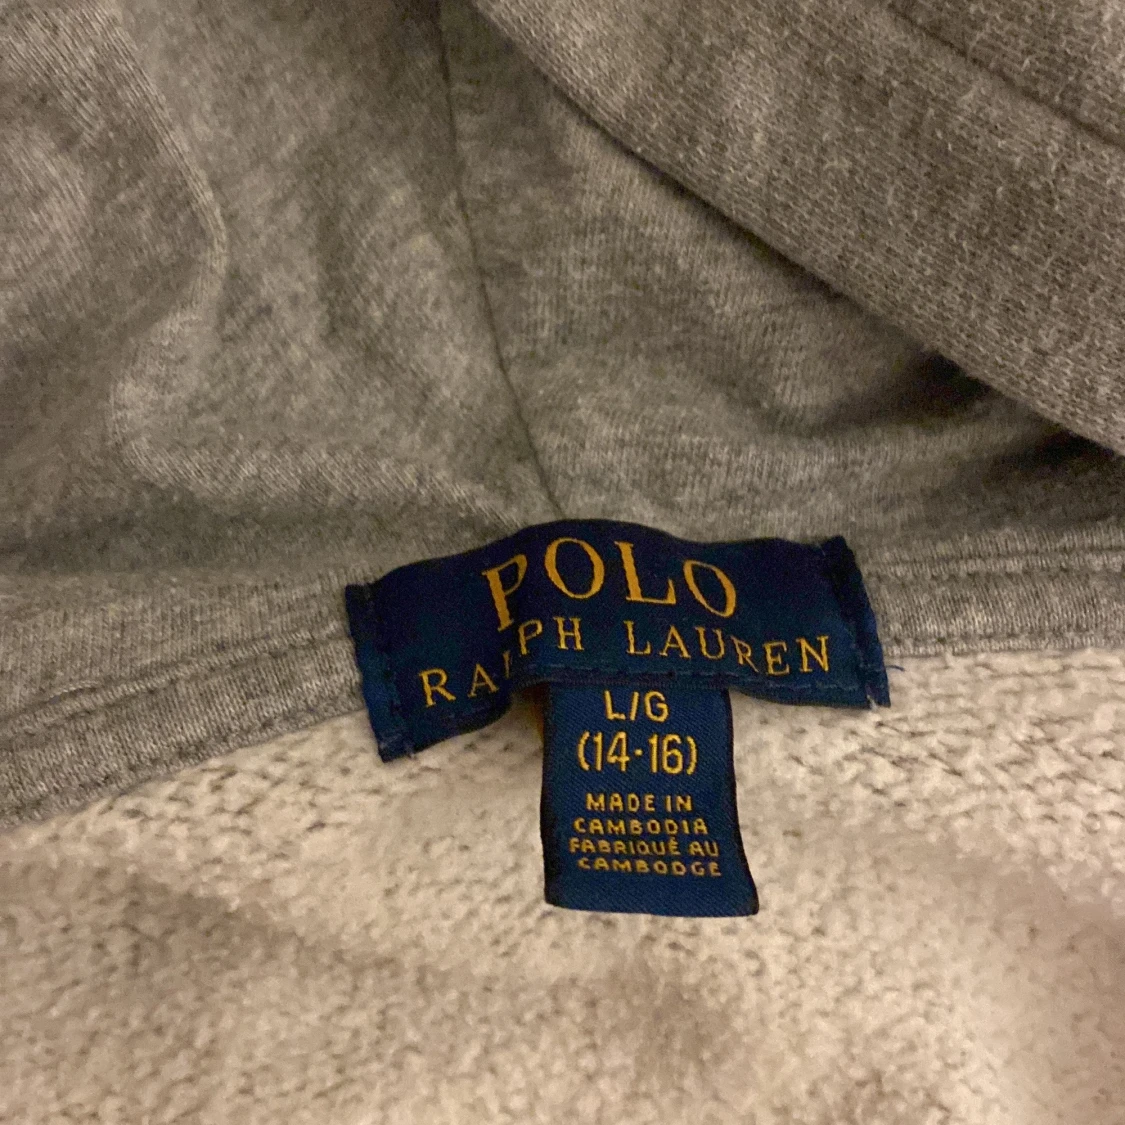 POLO
RALPH LAUREN
L/G
(14-16)
MADE IN
CAMBODIA
FABRIQUÉ AU
CAMBODGE